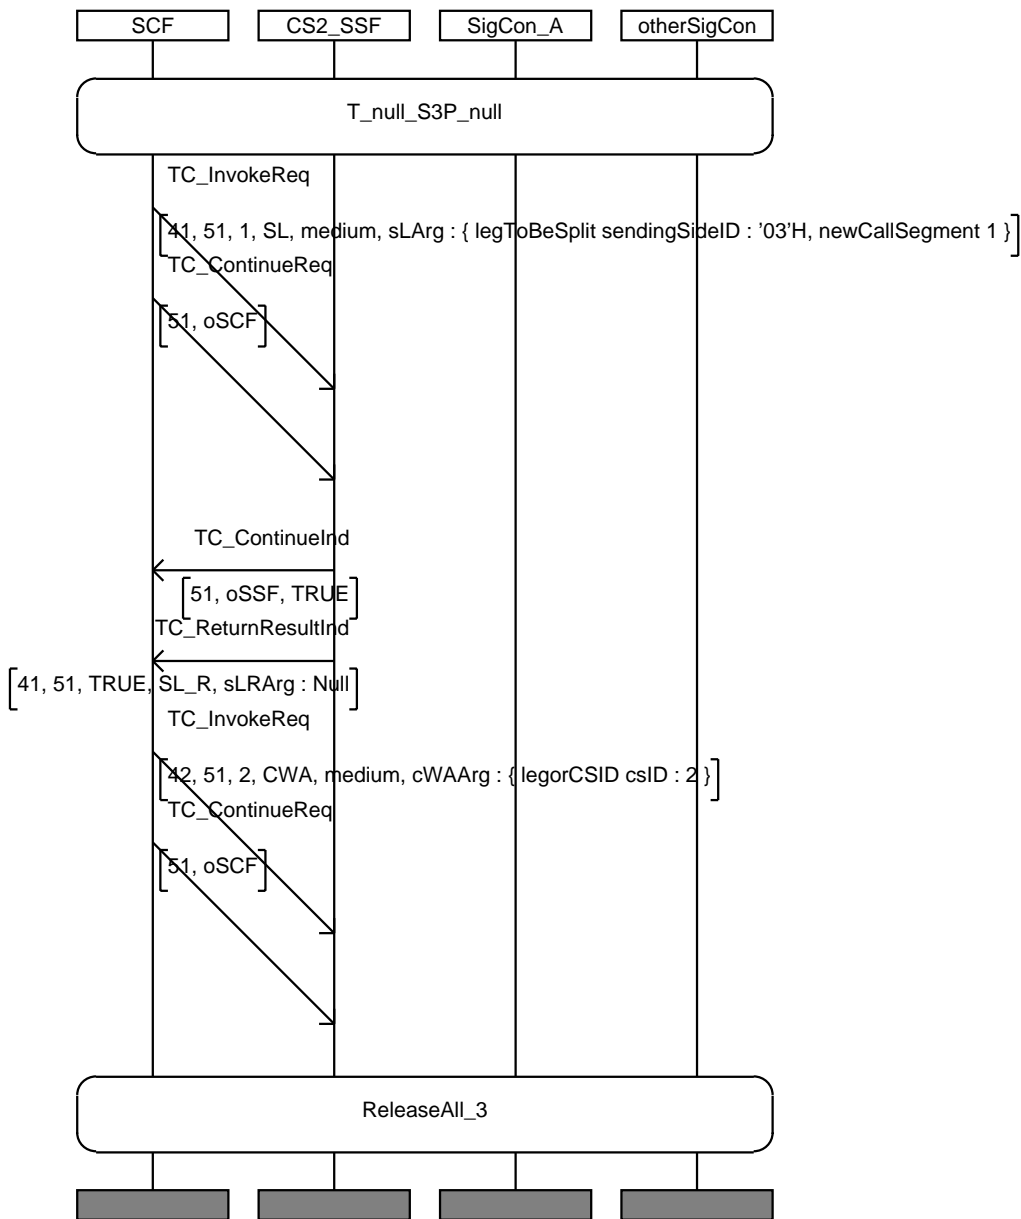 SCF
CS2_SSF
SigCon_A
otherSigCon
T_null_S3P_null
TC_InvokeReq
41, 51, 1, SL, medium, sLArg : { legToBeSplit sendingSideID : '03'H, newCallSegment 1 }
TC_ContinueReq
51, oSCF
TC_ContinueInd
51, oSSF, TRUE
TC_ReturnResultInd
41, 51, TRUE, SL_R, sLRArg : Null
TC_InvokeReq
42, 51, 2, CWA, medium, cWAArg : { legorCSID csID : 2 }
TC_ContinueReq
51, oSCF
ReleaseAll_3